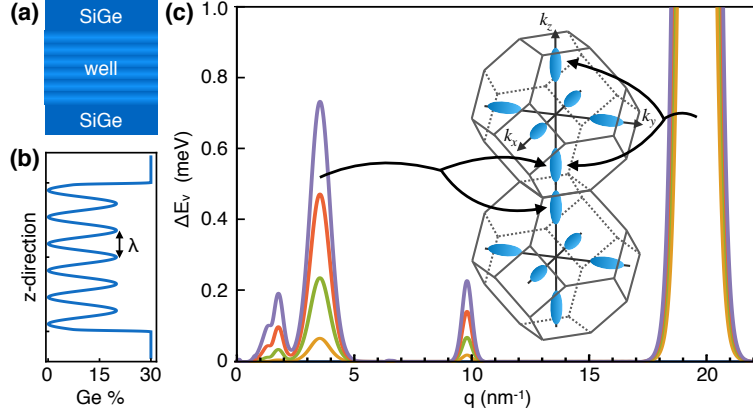 (a)
SiGe
well
SiGe
(b)
z-direction
λ
0
15
30
Ge %
(c)
1.0
0.8
0.6
0.4
0.2
0
ΔEᵥ (meV)
0
5
10
15
20
q (nm⁻¹)
k_z
k_y
k_x